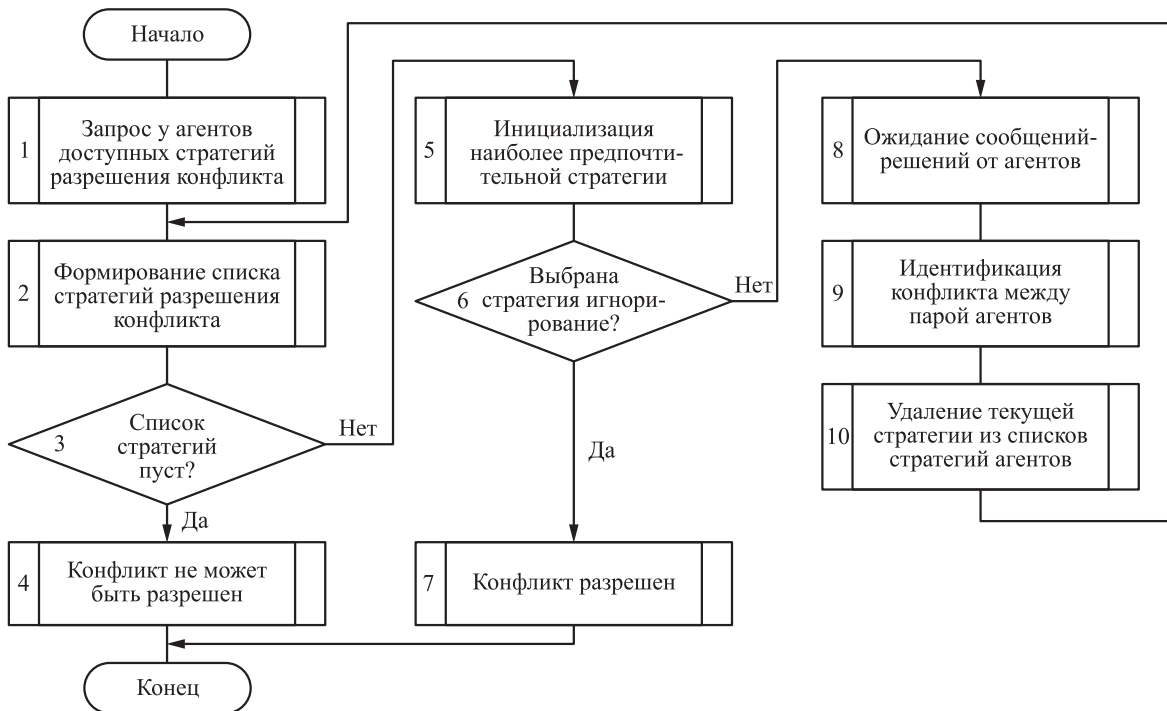 Начало
1
Запрос у агентов
доступных стратегий
разрешения конфликта
2
Формирование списка
стратегий разрешения
конфликта
3
Список
стратегий
пуст?
Нет
Да
4
Конфликт не может
быть разрешен
Конец
5
Инициализация
наиболее предпочти-
тельной стратегии
6
Выбрана
стратегия игнори-
рование?
Нет
Да
7
Конфликт разрешен
8
Ожидание сообщений-
решений от агентов
9
Идентификация
конфликта между
парой агентов
10
Удаление текущей
стратегии из списков
стратегий агентов